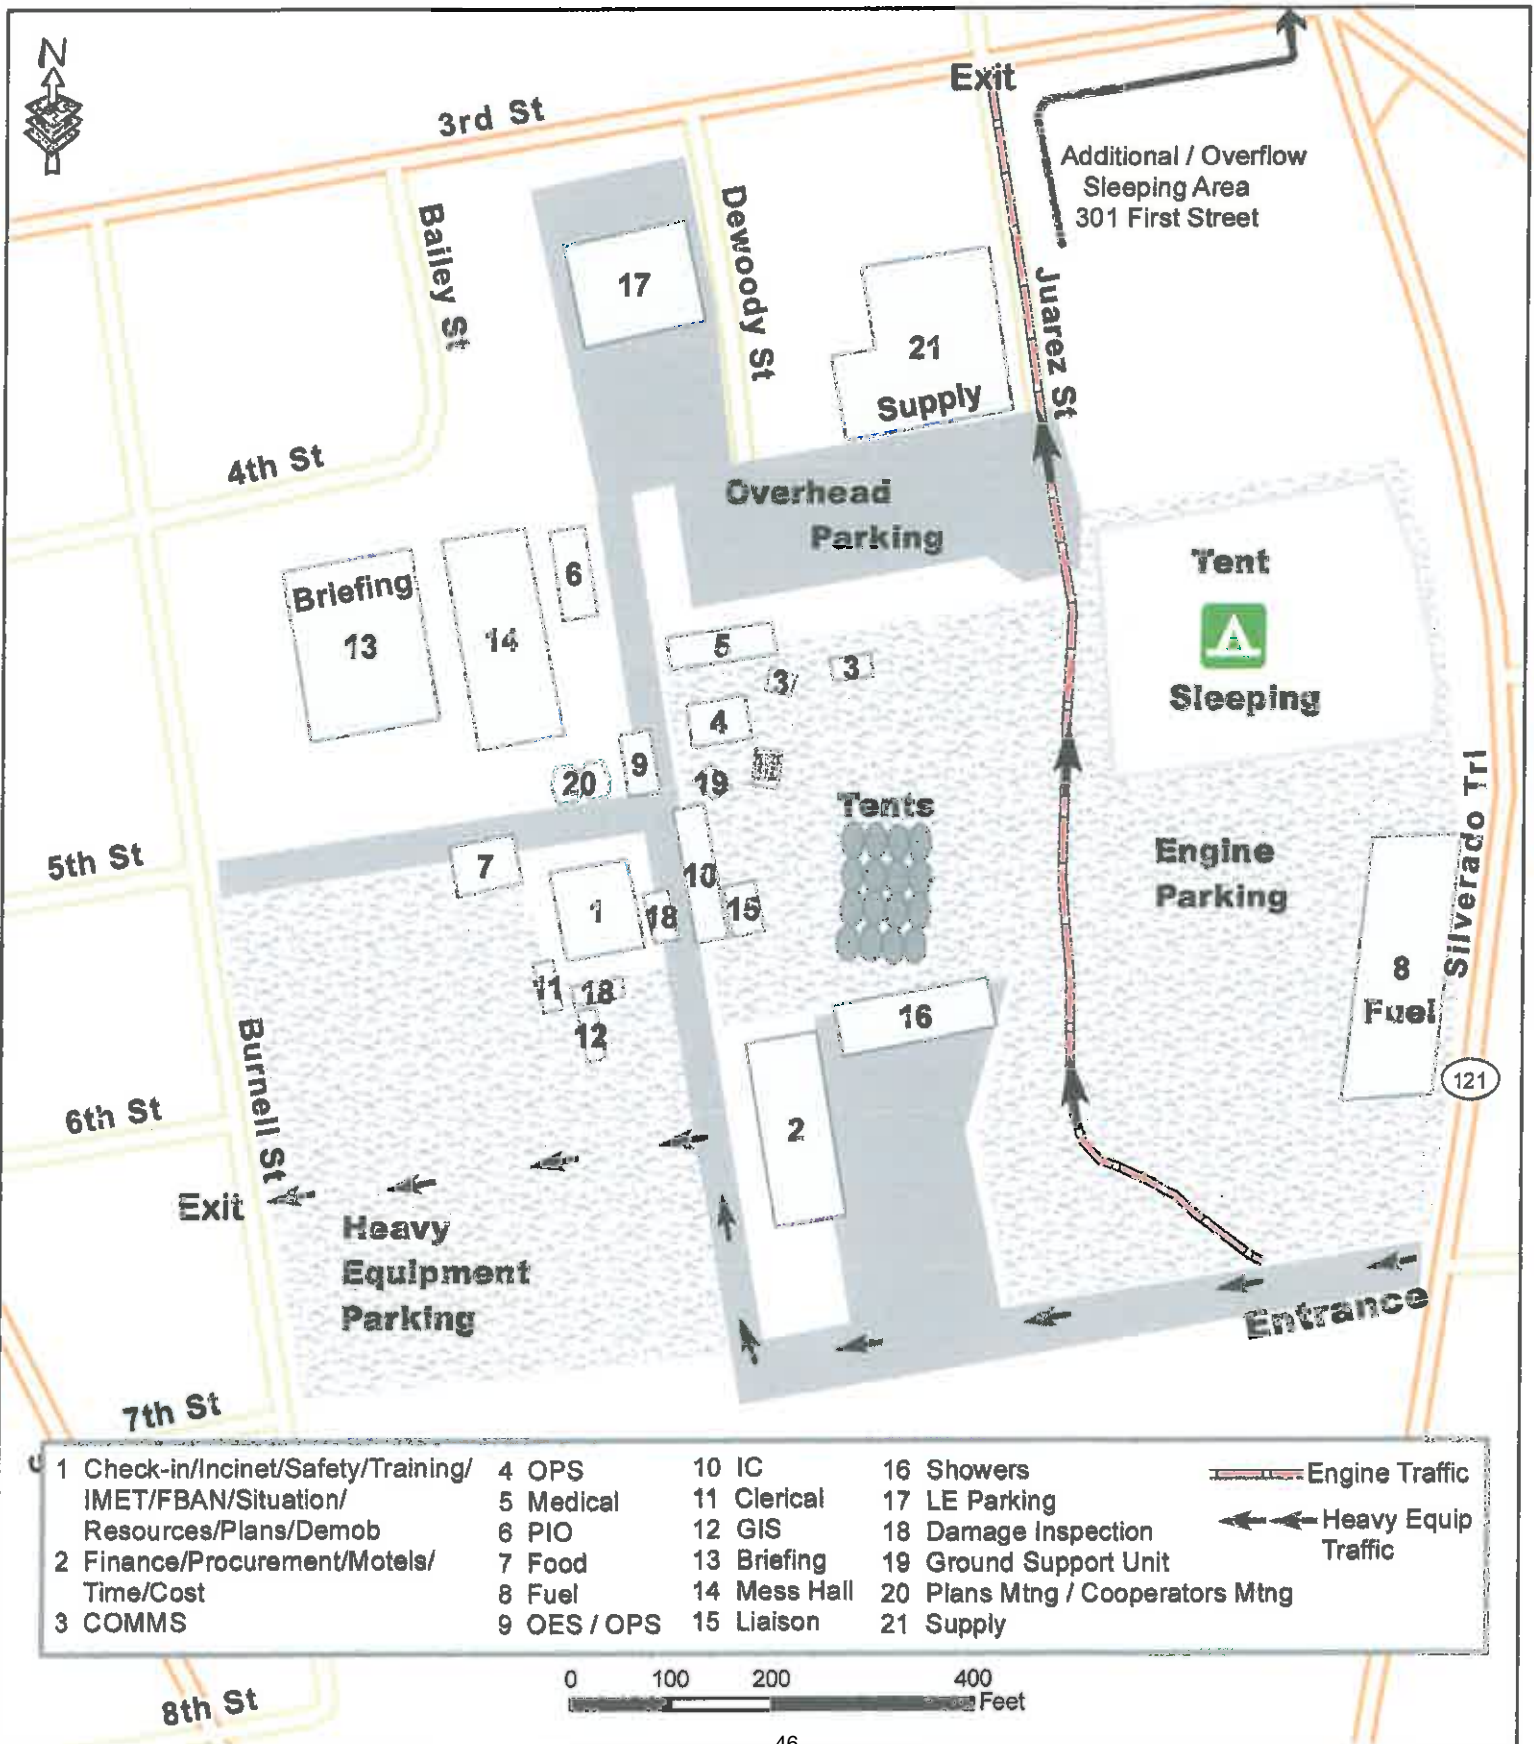 N
Exit
3rd St
Additional / Overflow
Sleeping Area
301 First Street
Bailey St
Dewoody St
17
Juarez St
21
Supply
4th St
Overhead
Parking
Tent
Sleeping
Briefing
13
14
6
5
3
3
4
9
20
19
Tents
Silverado Trl
5th St
7
10
Engine
Parking
1
18
15
8
Fuel
11
18
16
12
Burnell St
121
6th St
2
Exit
Heavy
Equipment
Parking
Entrance
7th St
1 Check-in/Incinet/Safety/Training/
IMET/FBAN/Situation/
Resources/Plans/Demob
2 Finance/Procurement/Motels/
Time/Cost
3 COMMS
4 OPS
5 Medical
6 PIO
7 Food
8 Fuel
9 OES / OPS
10 IC
11 Clerical
12 GIS
13 Briefing
14 Mess Hall
15 Liaison
16 Showers
17 LE Parking
18 Damage Inspection
19 Ground Support Unit
20 Plans Mtng / Cooperators Mtng
21 Supply
Engine Traffic
Heavy Equip
Traffic
0 100 200 400
Feet
8th St
46